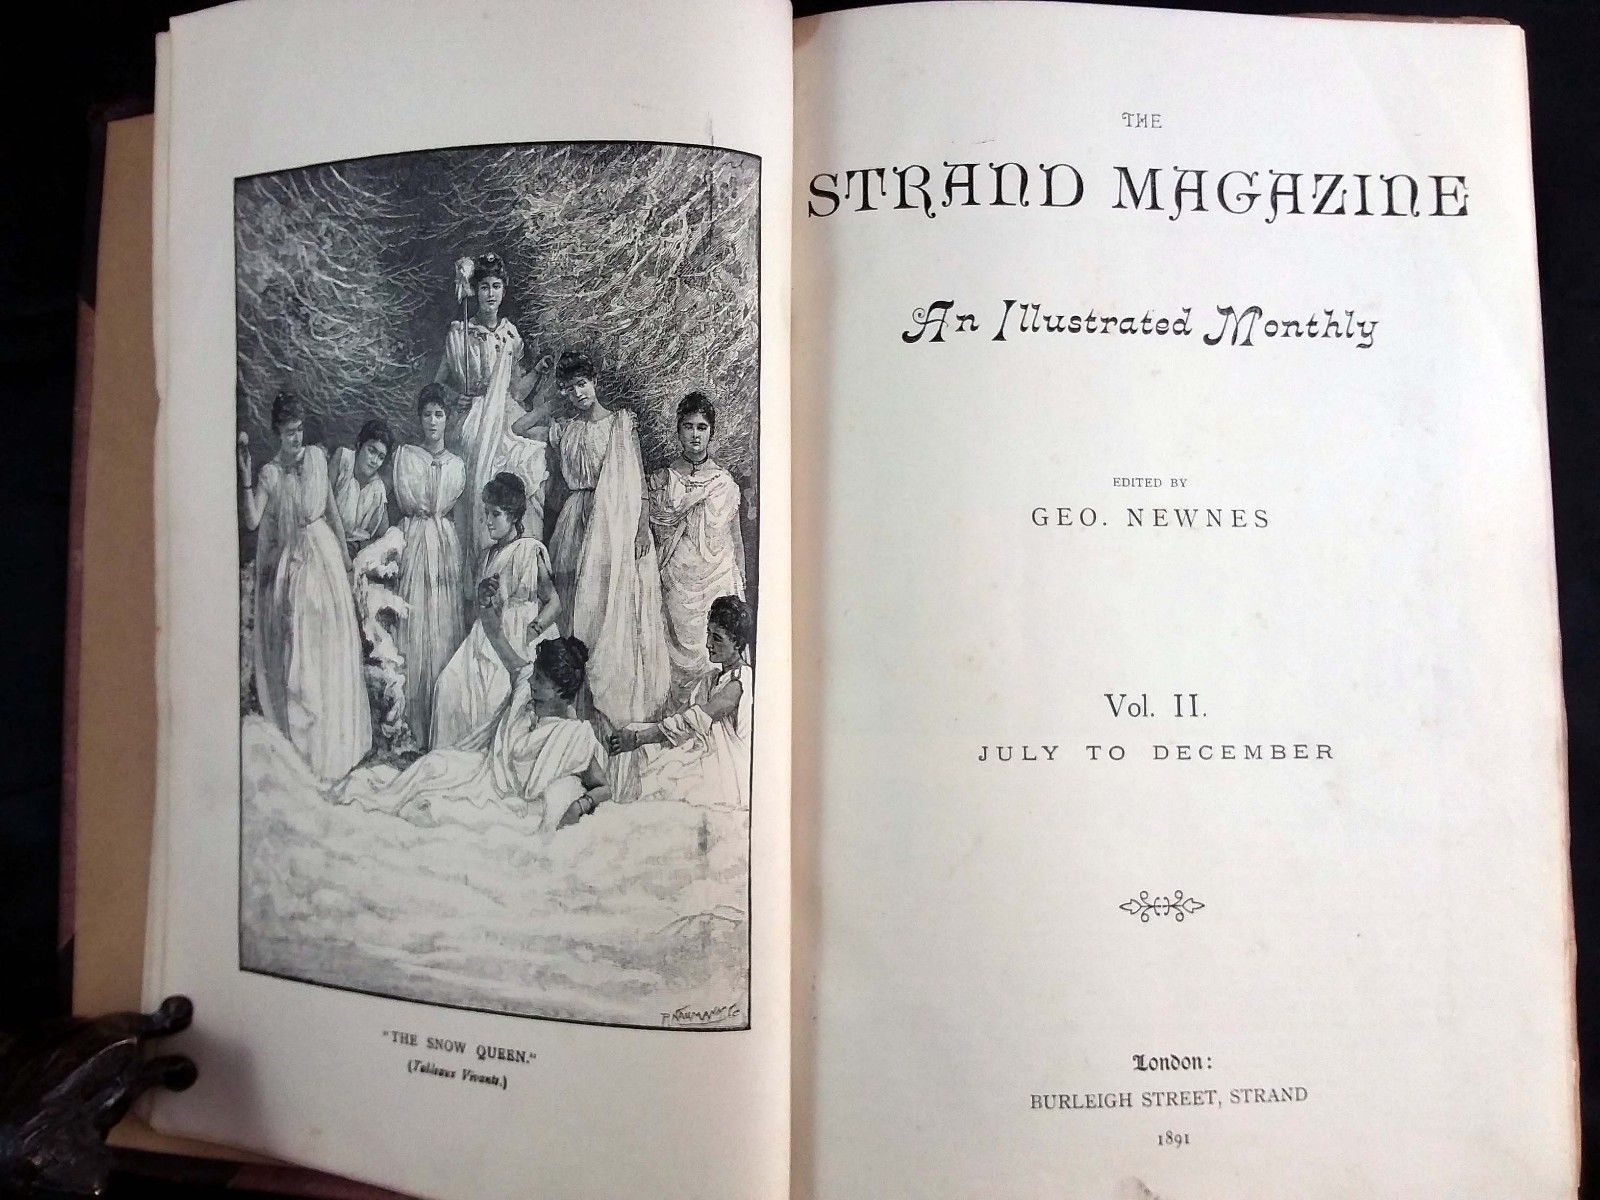 "THE SNOW QUEEN."
(Tableaux Vivants.)
THE
STRAND MAGAZINE
An Illustrated Monthly
EDITED BY
GEO. NEWNES
Vol. II.
JULY TO DECEMBER
London:
BURLEIGH STREET, STRAND
1891